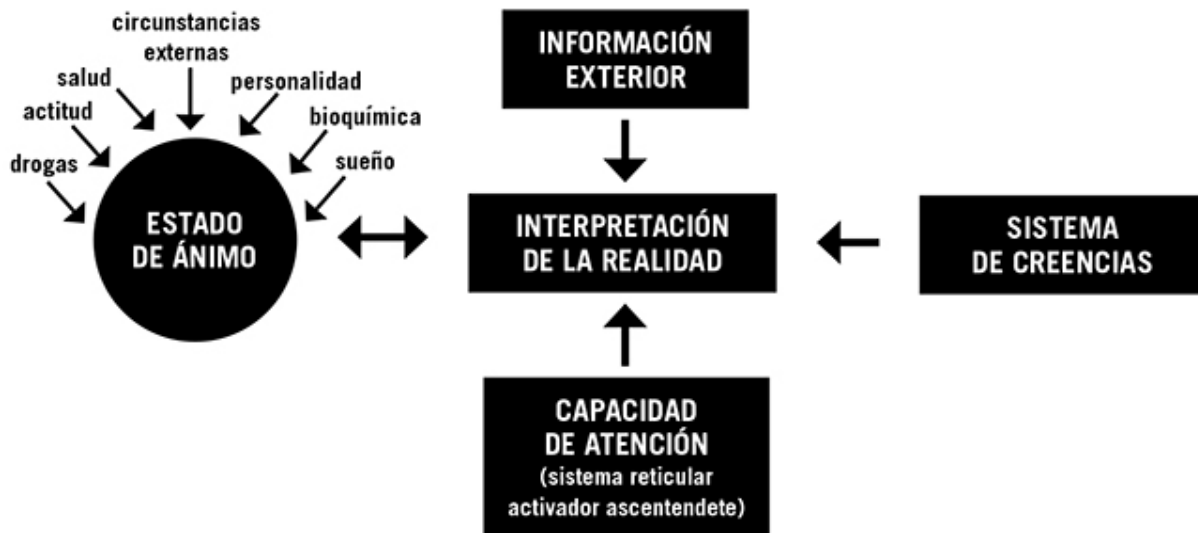 circunstancias
externas
salud
personalidad
actitud
bioquímica
drogas
sueño
ESTADO
DE ÁNIMO
INFORMACIÓN
EXTERIOR
INTERPRETACIÓN
DE LA REALIDAD
SISTEMA
DE CREENCIAS
CAPACIDAD
DE ATENCIÓN
(sistema reticular
activador ascentendete)